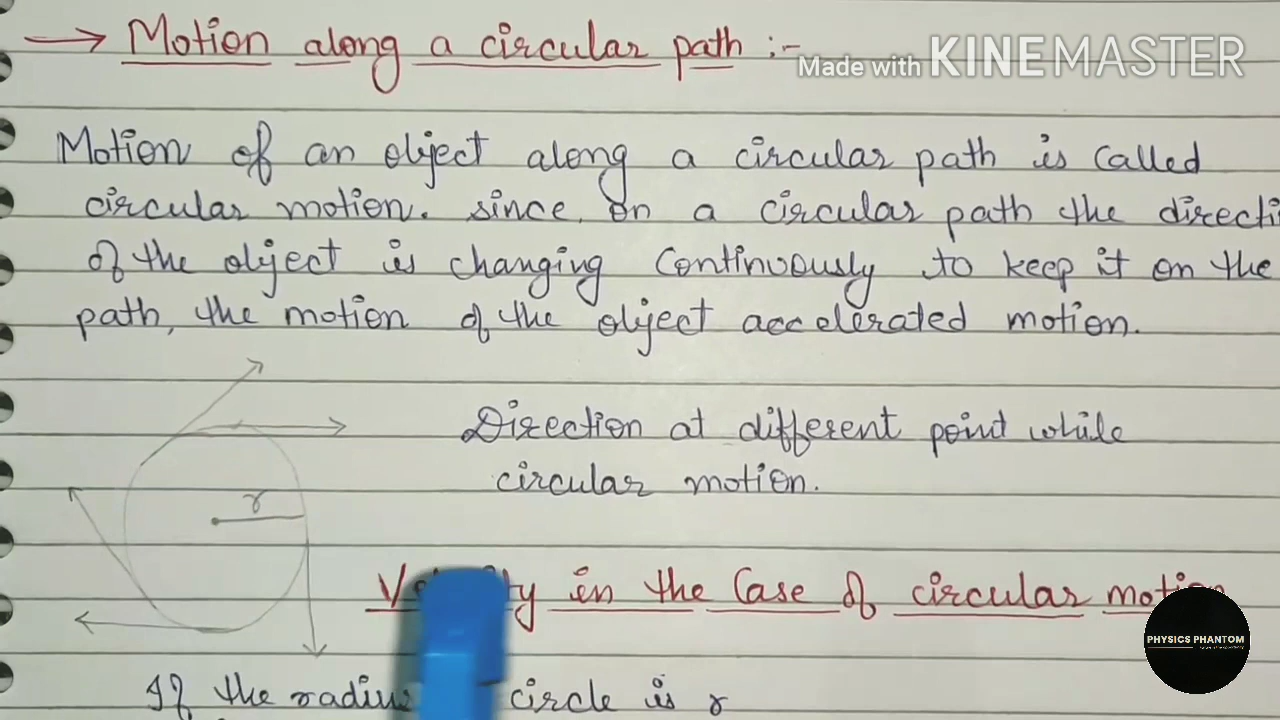 → Motion along a circular path :-
Made with KINEMASTER
Motion of an object along a circular path is called
circular motion. since on a circular path the directi
of the object is changing continuously to keep it on the
path, the motion of the object accelerated motion.
Direction at different point while
circular motion.
r
in the Case of circular motion
PHYSICS PHANTOM
If the radius circle is r